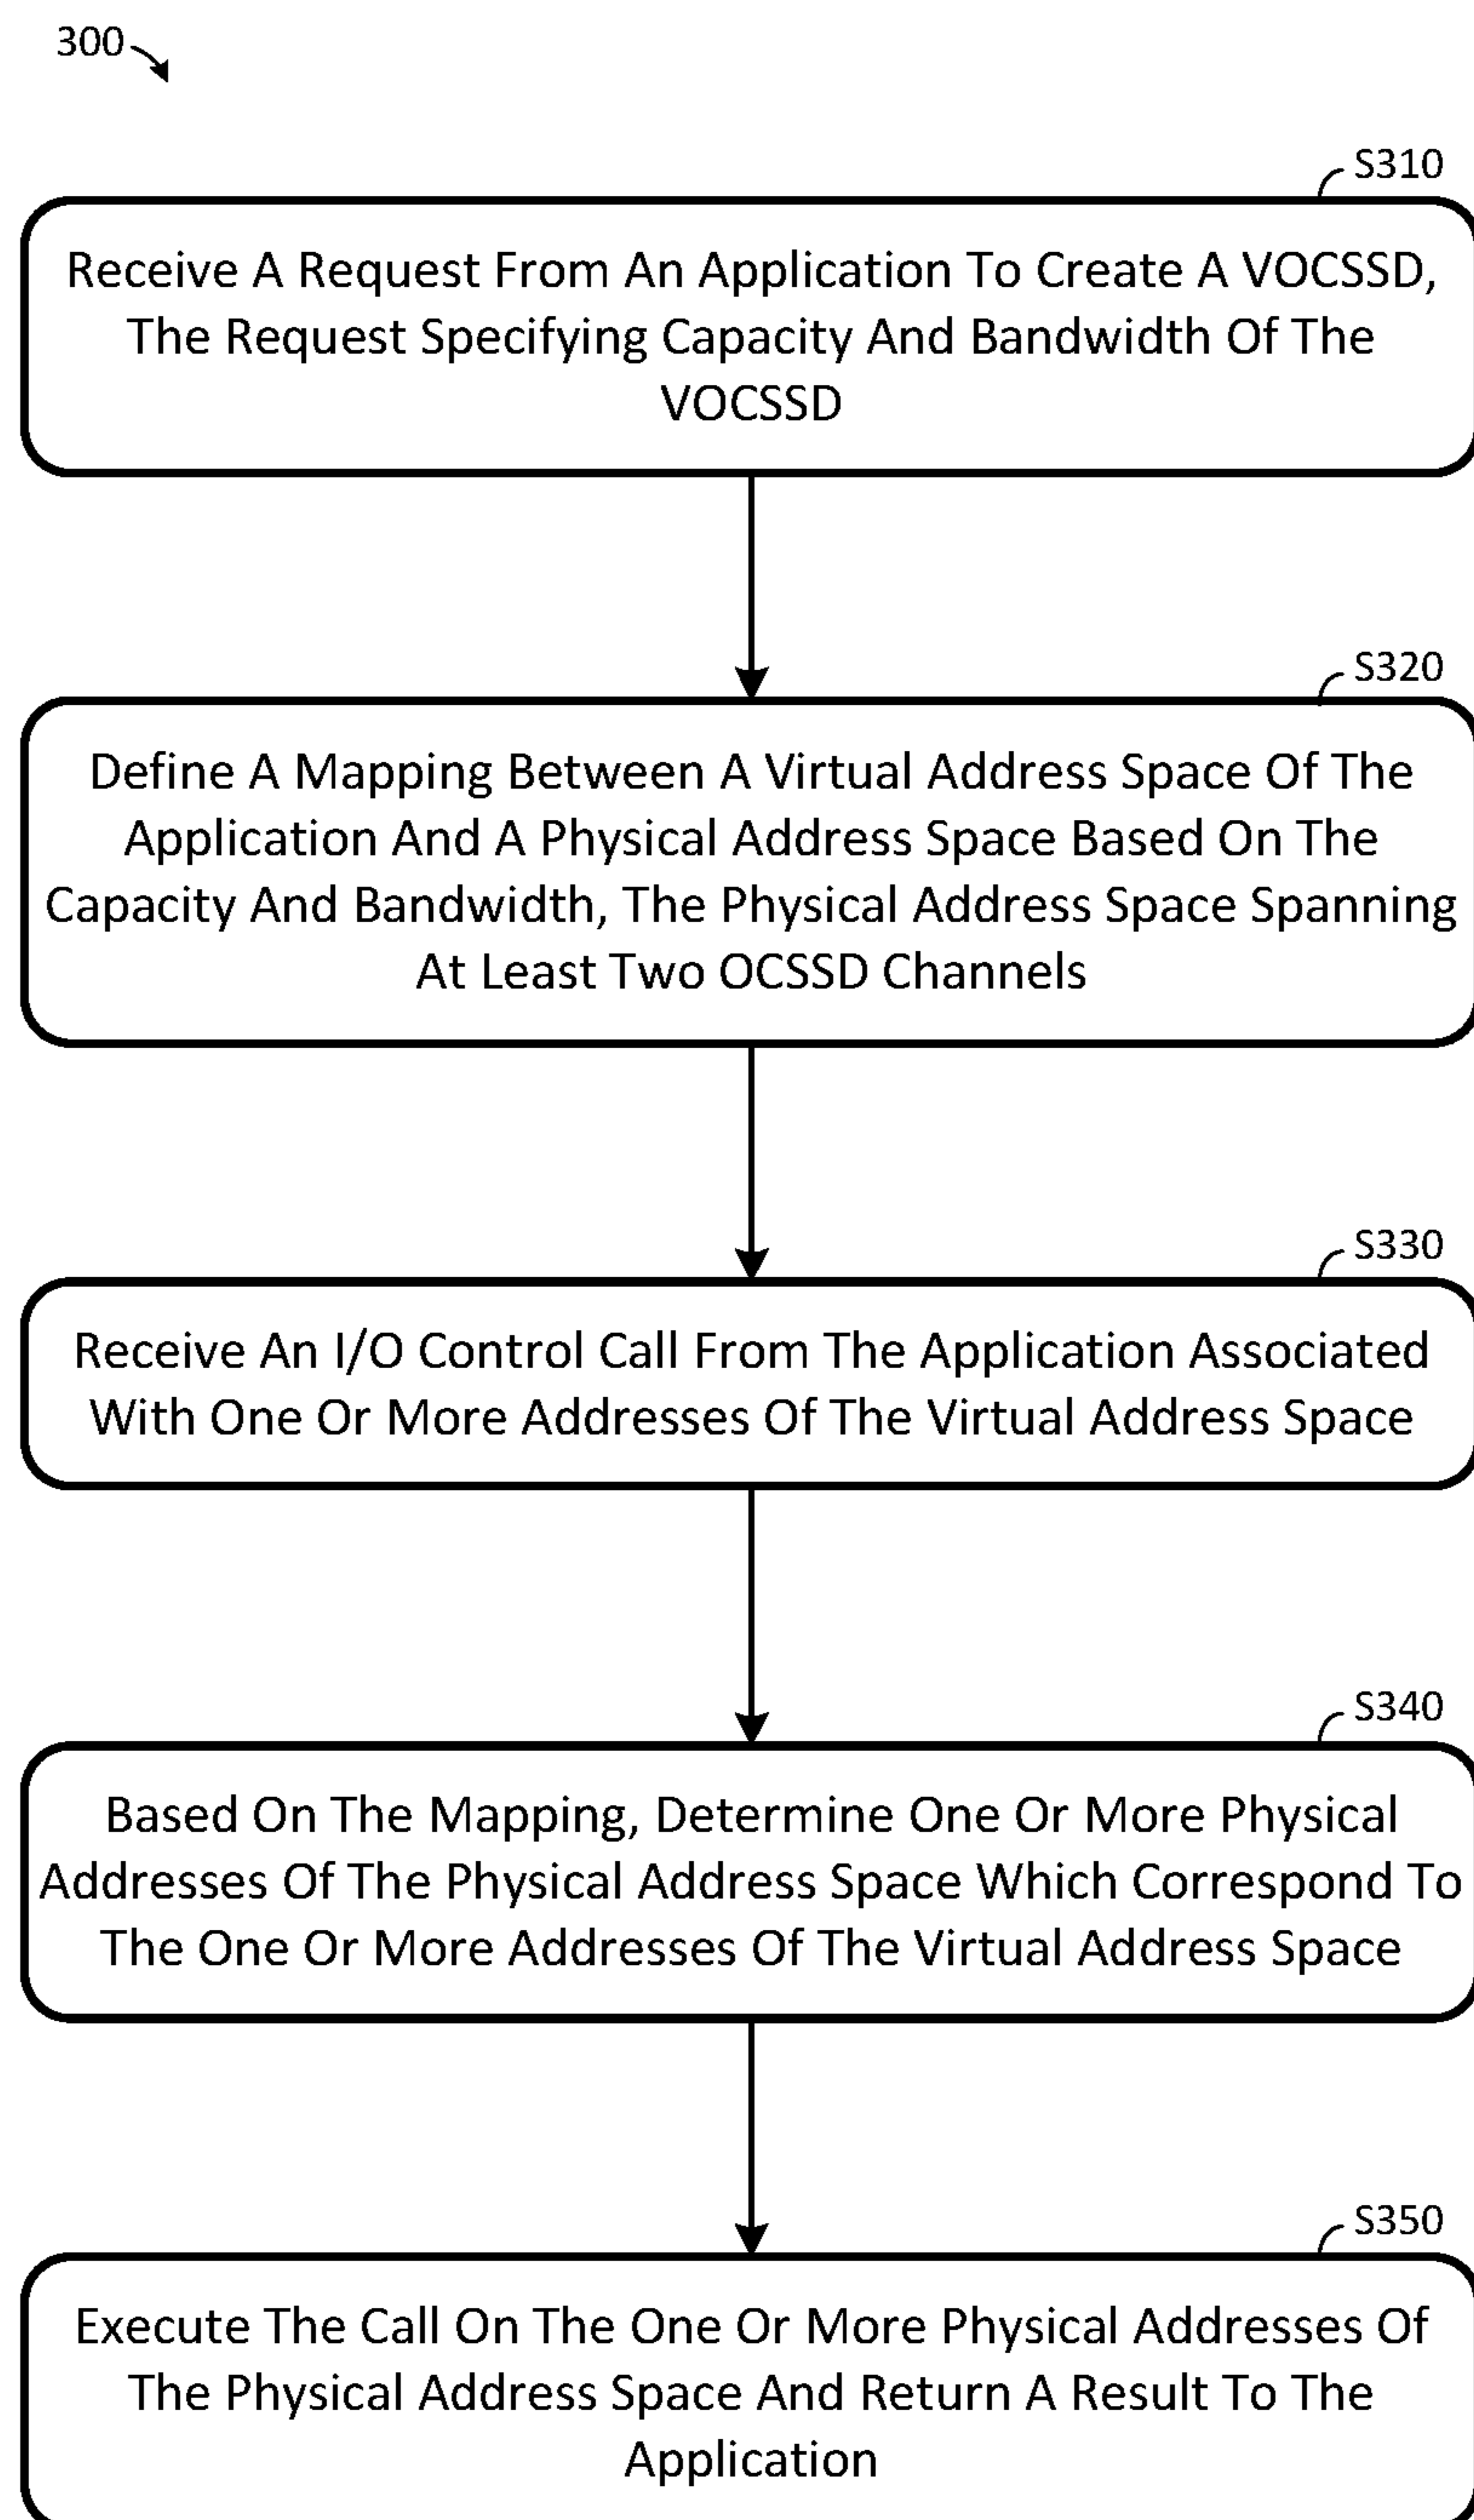 300
S310
Receive A Request From An Application To Create A VOCSSD,
The Request Specifying Capacity And Bandwidth Of The
VOCSSD
S320
Define A Mapping Between A Virtual Address Space Of The
Application And A Physical Address Space Based On The
Capacity And Bandwidth, The Physical Address Space Spanning
At Least Two OCSSD Channels
S330
Receive An I/O Control Call From The Application Associated
With One Or More Addresses Of The Virtual Address Space
S340
Based On The Mapping, Determine One Or More Physical
Addresses Of The Physical Address Space Which Correspond To
The One Or More Addresses Of The Virtual Address Space
S350
Execute The Call On The One Or More Physical Addresses Of
The Physical Address Space And Return A Result To The
Application